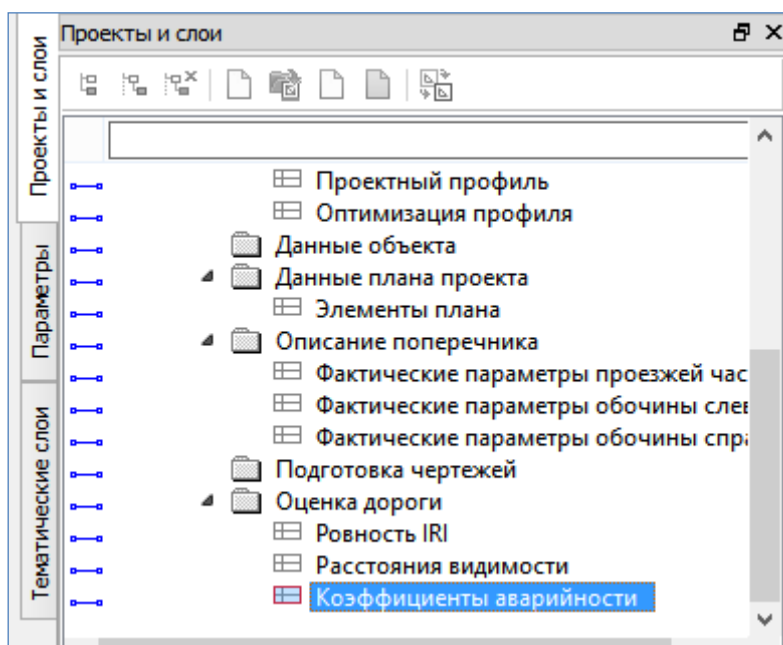 Проекты и слои
Проекты и слои
Параметры
Тематические слои
Проектный профиль
Оптимизация профиля
Данные объекта
Данные плана проекта
Элементы плана
Описание поперечника
Фактические параметры проезжей час
Фактические параметры обочины слев
Фактические параметры обочины спра
Подготовка чертежей
Оценка дороги
Ровность IRI
Расстояния видимости
Коэффициенты аварийности